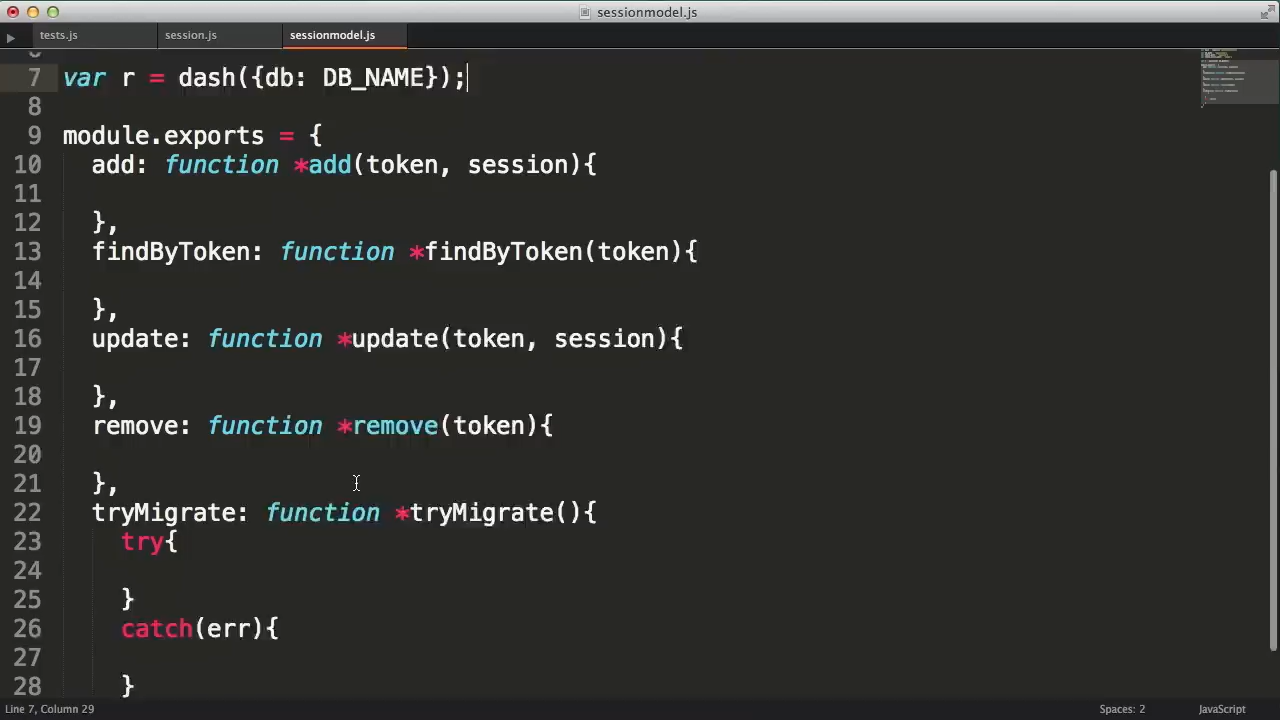 sessionmodel.js
tests.js
session.js
sessionmodel.js
7 var r = dash({db: DB_NAME});
8
9 module.exports = {
10 add: function *add(token, session){
11
12 },
13 findByToken: function *findByToken(token){
14
15 },
16 update: function *update(token, session){
17
18 },
19 remove: function *remove(token){
20
21 },
22 tryMigrate: function *tryMigrate(){
23 try{
24
25 }
26 catch(err){
27
28 }
Line 7, Column 29
Spaces: 2
JavaScript